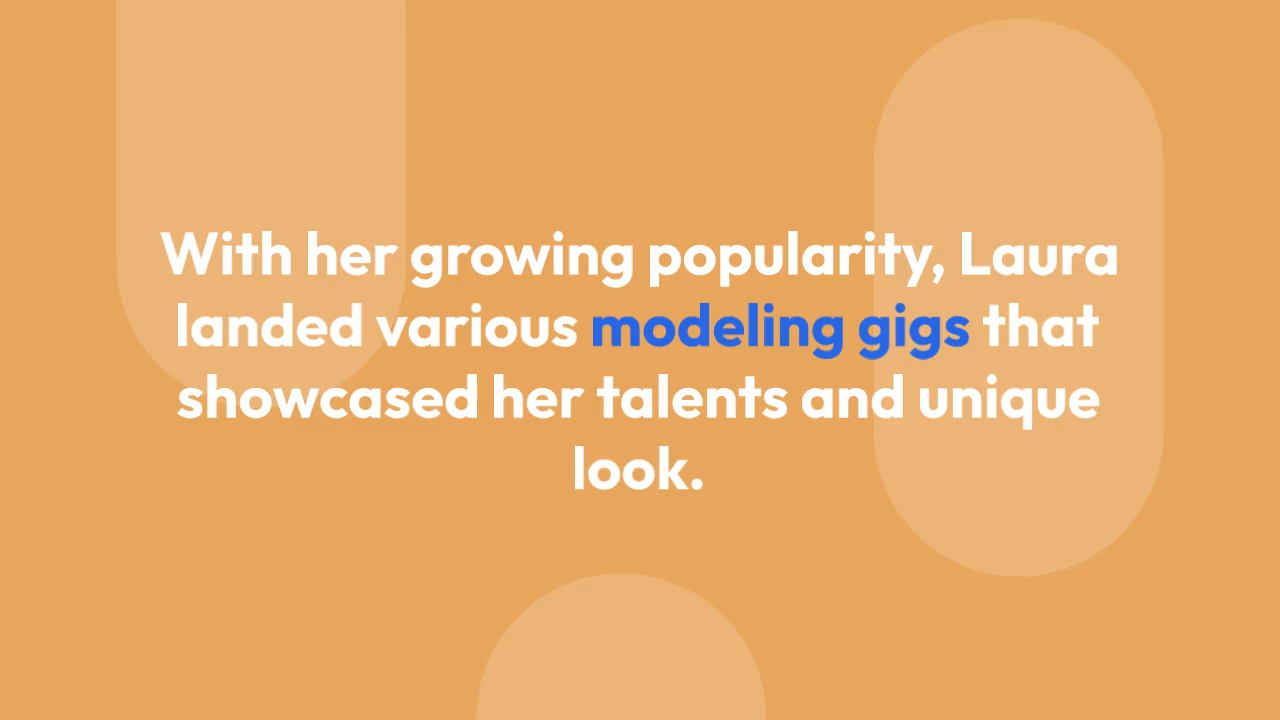 With her growing popularity, Laura
landed various modeling gigs that
showcased her talents and unique
look.